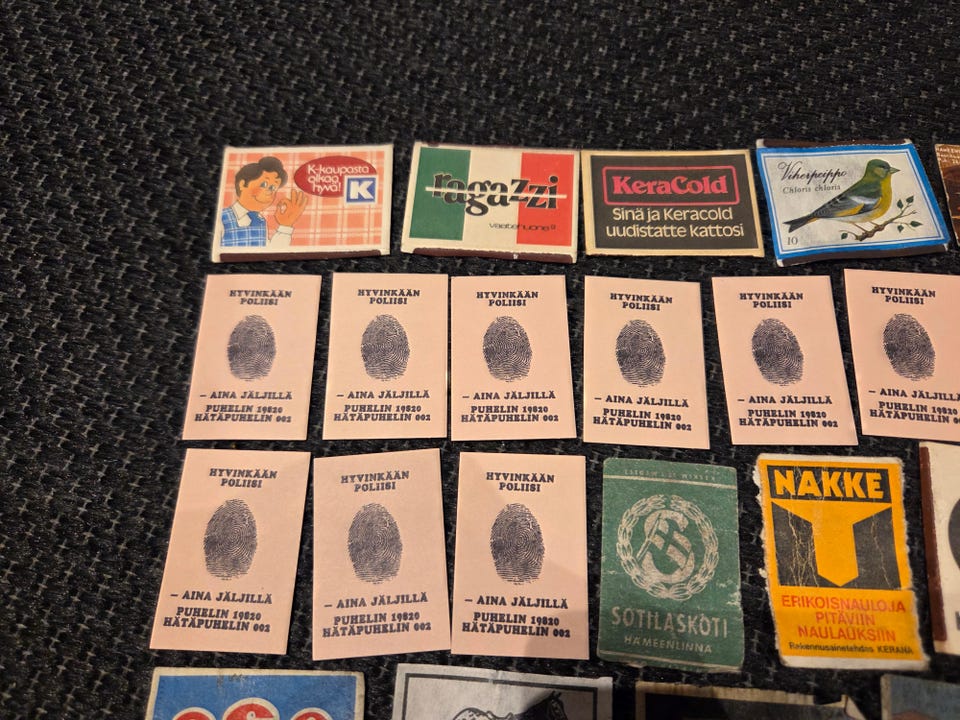 K-kaupasta
alkaa
hyvä!
K
ragazzi
vaatehuone
KeraCold
Sinä ja Keracold
uudistatte kattosi
Viherpeippo
Chloris chloris
10
HYVINKÄÄN
POLIISI
– AINA JÄLJILLÄ
PUHELIN 19820
HÄTÄPUHELIN 002
HYVINKÄÄN
POLIISI
– AINA JÄLJILLÄ
PUHELIN 19820
HÄTÄPUHELIN 002
HYVINKÄÄN
POLIISI
– AINA JÄLJILLÄ
PUHELIN 19820
HÄTÄPUHELIN 002
HYVINKÄÄN
POLIISI
– AINA JÄLJILLÄ
PUHELIN 19820
HÄTÄPUHELIN 002
HYVINKÄÄN
POLIISI
– AINA JÄLJILLÄ
PUHELIN 19820
HÄTÄPUHELIN 002
HYVINKÄÄN
POLIISI
– AINA JÄLJILLÄ
PUHELIN 19820
HÄTÄPUHELIN 002
HYVINKÄÄN
POLIISI
– AINA JÄLJILLÄ
PUHELIN 19820
HÄTÄPUHELIN 002
HYVINKÄÄN
POLIISI
– AINA JÄLJILLÄ
PUHELIN 19820
HÄTÄPUHELIN 002
HYVINKÄÄN
POLIISI
– AINA JÄLJILLÄ
PUHELIN 19820
HÄTÄPUHELIN 002
SOTILASKOTI
HÄMEENLINNA
NAKKE
ERIKOISNAULOJA
PITÄVIIN
NAULAUKSIIN
Rakennusainetehdas KERAVA